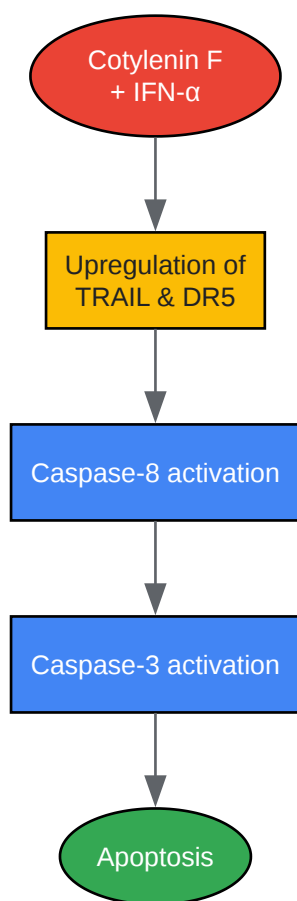 Cotylenin F
+ IFN-α
Upregulation of
TRAIL & DR5
Caspase-8 activation
Caspase-3 activation
Apoptosis